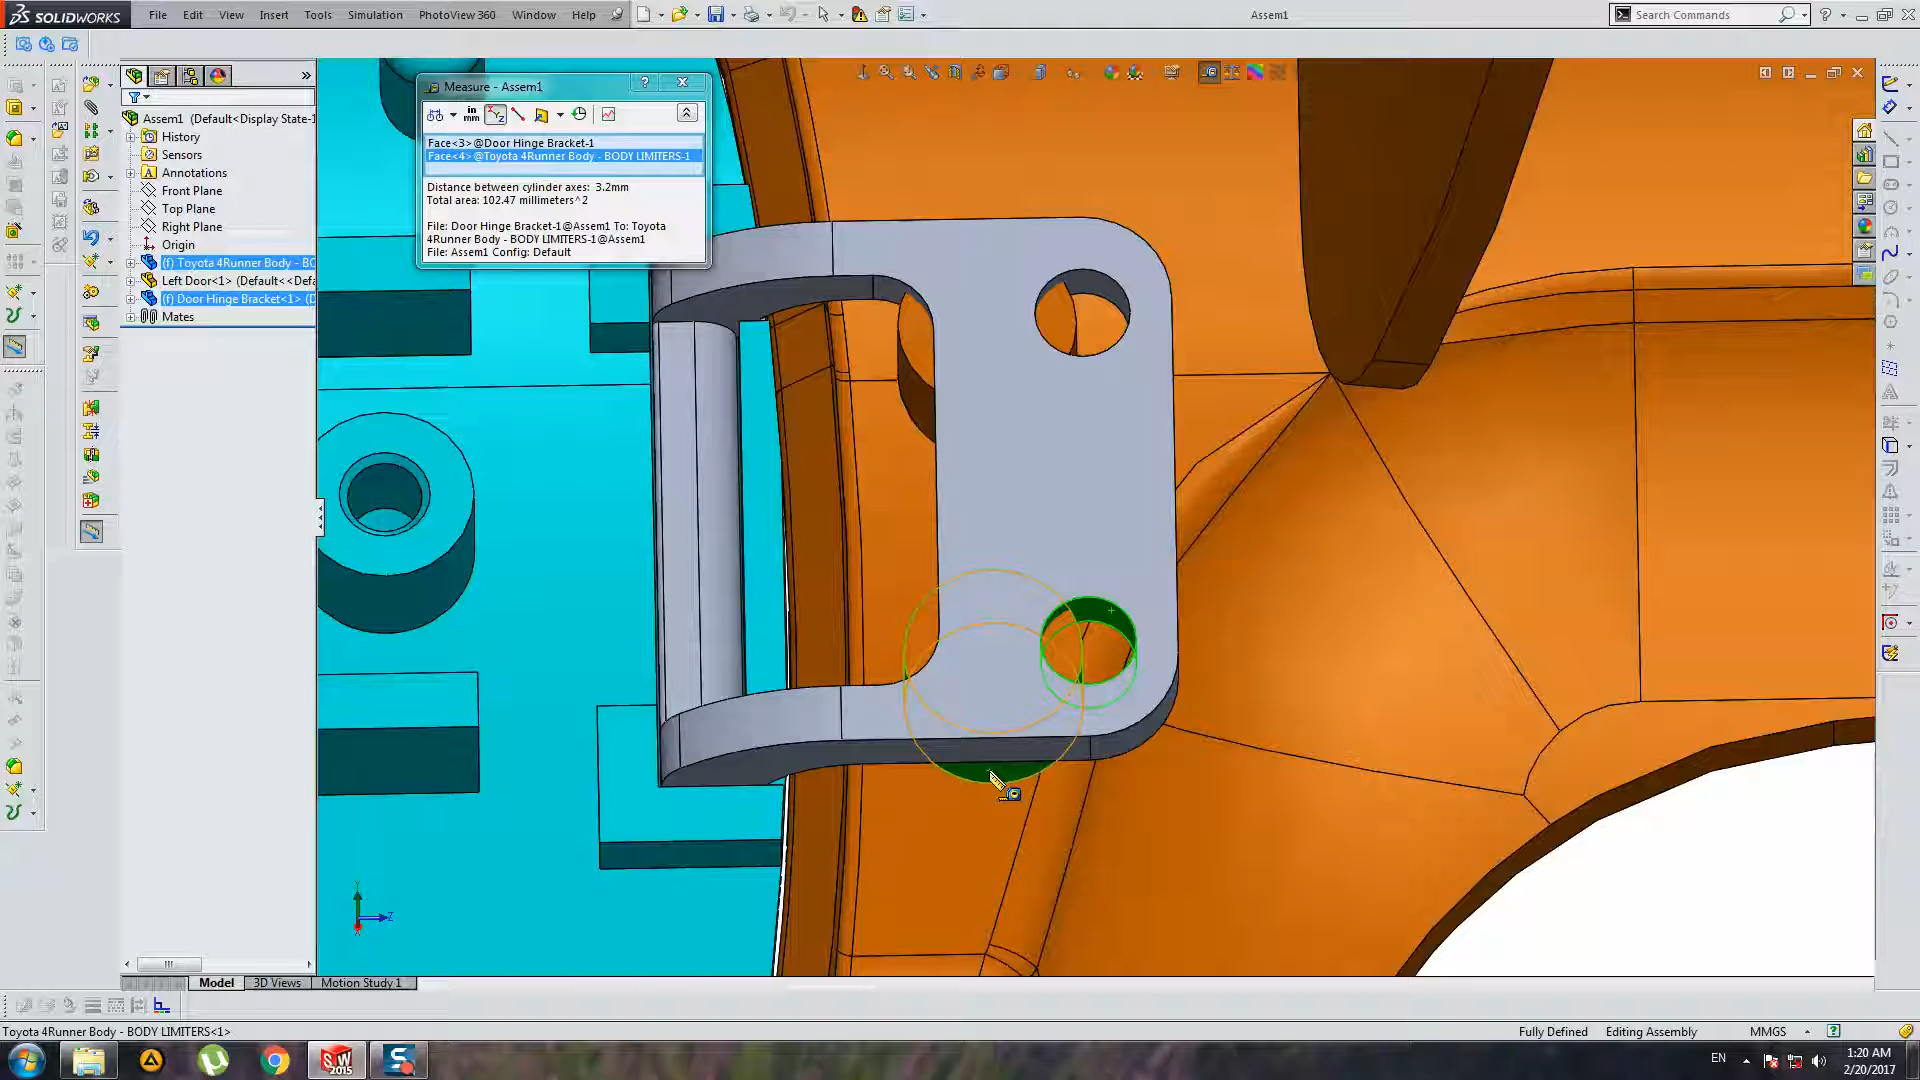 SOLIDWORKS
File Edit View Insert Tools Simulation PhotoView 360 Window Help
Assem1
Search Commands
Measure - Assem1
in
mm
Face<3>@Door Hinge Bracket-1
Face<4>@Toyota 4Runner Body - BODY LIMITERS-1
Distance between cylinder axes: 3.2mm
Total area: 102.47 millimeters^2
File: Door Hinge Bracket-1@Assem1 To: Toyota
4Runner Body - BODY LIMITERS-1@Assem1
File: Assem1 Config: Default
Assem1 (Default<Display State-1
History
Sensors
Annotations
Front Plane
Top Plane
Right Plane
Origin
(f) Toyota 4Runner Body - BO
Left Door<1> (Default<<Defa
(f) Door Hinge Bracket<1> (D
Mates
Y
Z
X
Model 3D Views Motion Study 1
Toyota 4Runner Body - BODY LIMITERS<1>
Fully Defined Editing Assembly MMGS
EN
1:20 AM
2/20/2017
SW
2015